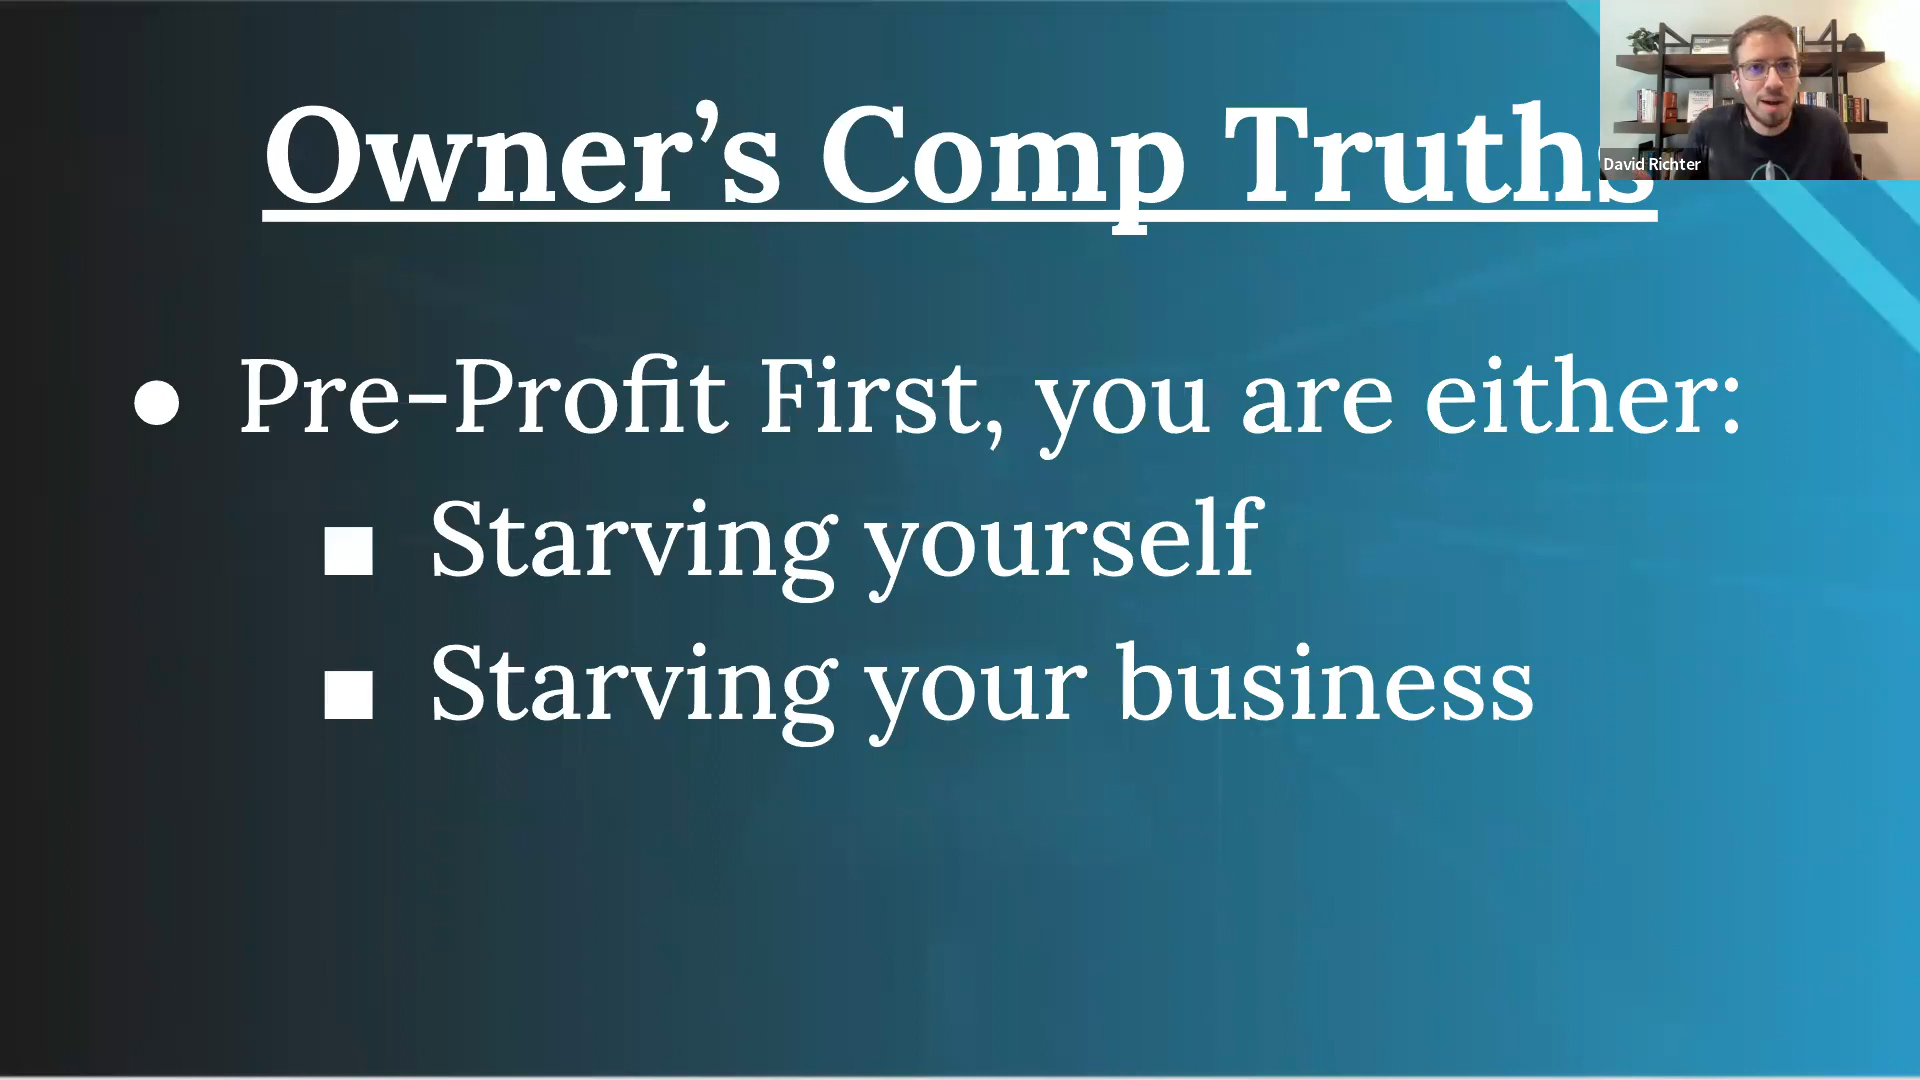 Owner’s Comp Truths
David Richter
● Pre-Profit First, you are either:
■ Starving yourself
■ Starving your business